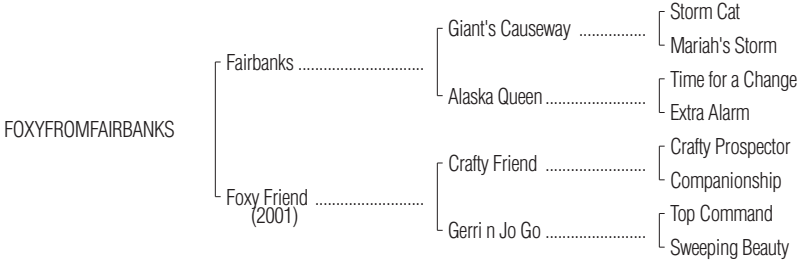 Storm Cat
Giant's Causeway ................
Mariah's Storm
Fairbanks ..............................
Time for a Change
Alaska Queen........................
Extra Alarm
FOXYFROMFAIRBANKS
Crafty Prospector
Crafty Friend ........................
Companionship
Foxy Friend ..........................
(2001)
Top Command
Gerri n Jo Go ........................
Sweeping Beauty